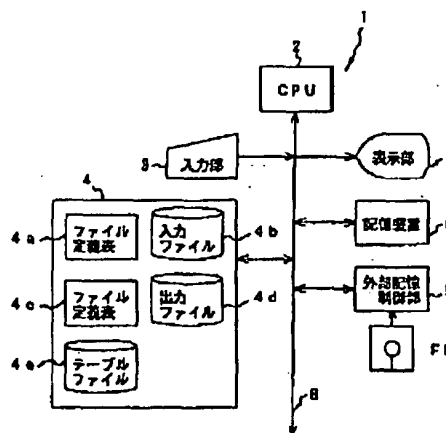 1
2
CPU
3
入力部
表示部
4
4a
ファイル
定義表
入力
ファイル
4b
記憶装置
4c
ファイル
定義表
出力
ファイル
4d
外部記憶
制御部
4e
テーブル
ファイル
F
8